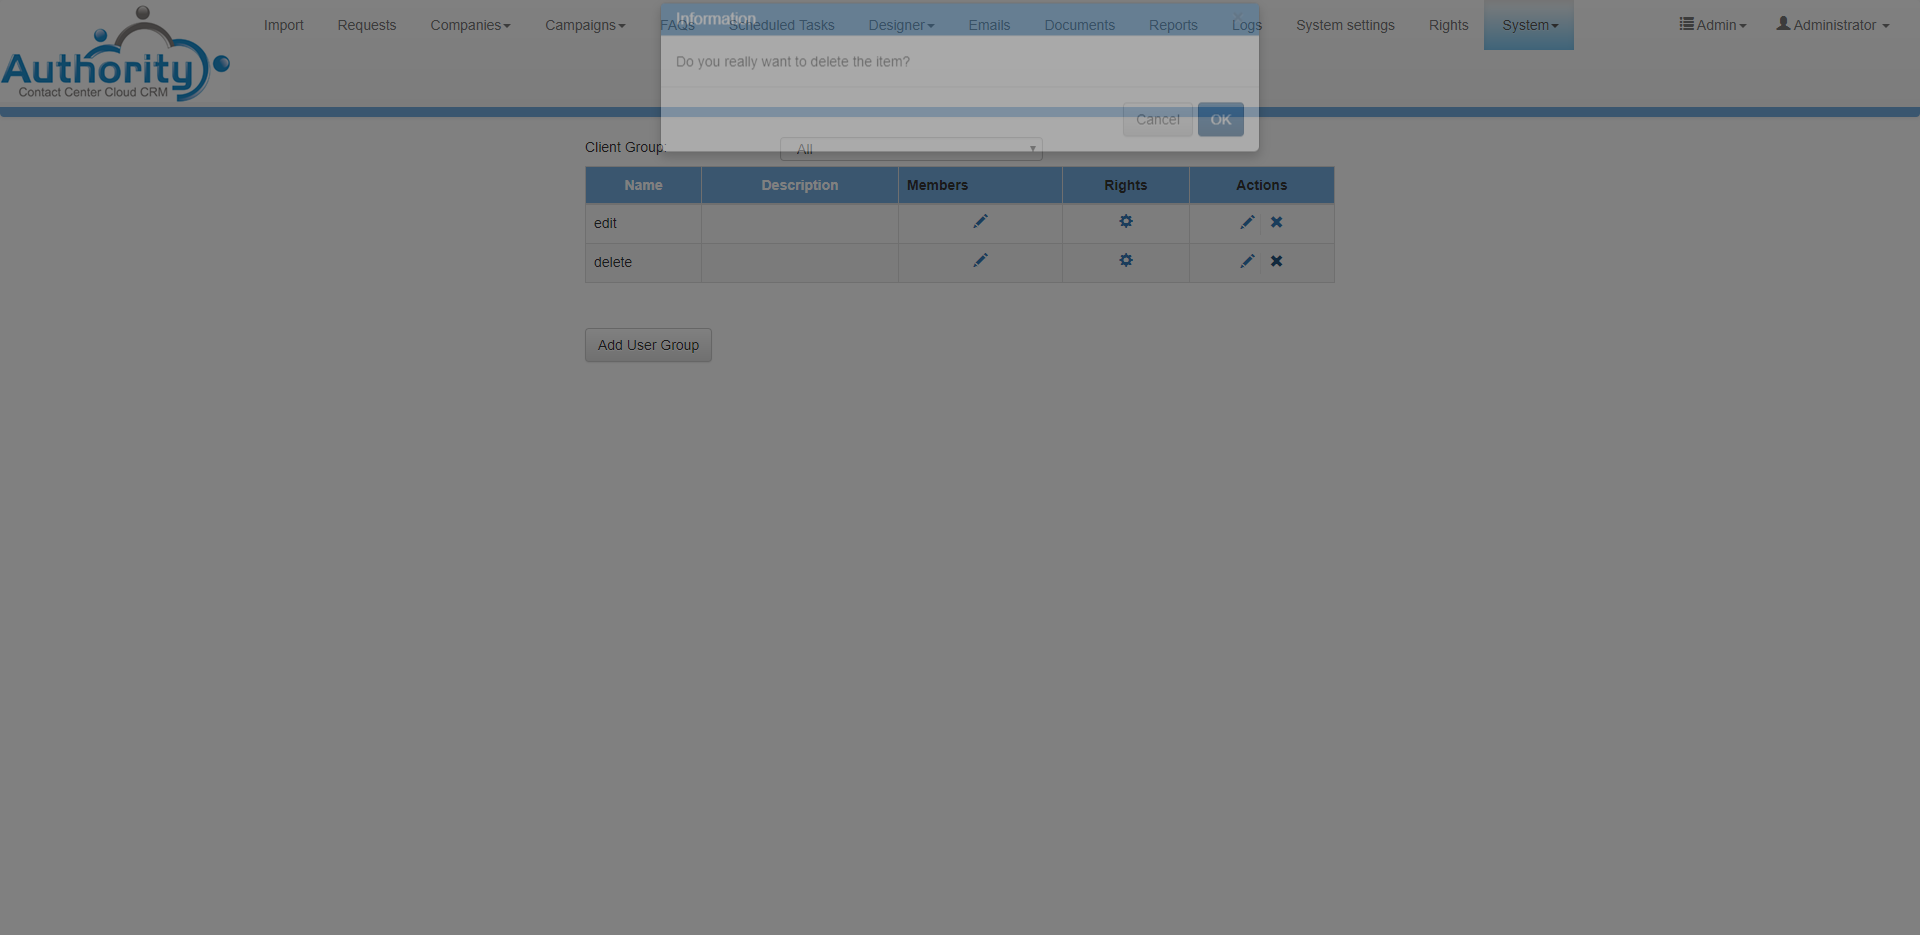 Authority
Contact Center Cloud CRM
Import Requests Companies Campaigns FAQs Scheduled Tasks Designer Emails Documents Reports Logs System settings Rights System Admin Administrator
Information
Do you really want to delete the item?
Cancel OK
Client Group: All
Name Description Members Rights Actions
edit
delete
Add User Group